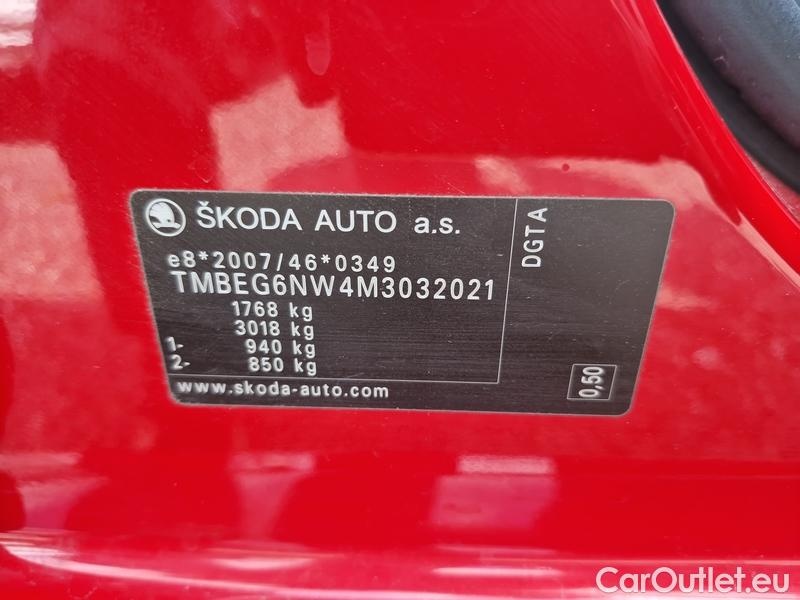 ŠKODA AUTO a.s.
e8*2007/46*0349
TMBEG6NW4M3032021
1768 kg
3018 kg
1- 940 kg
2- 850 kg
www.skoda-auto.com
DGTA
0,50
CarOutlet.eu